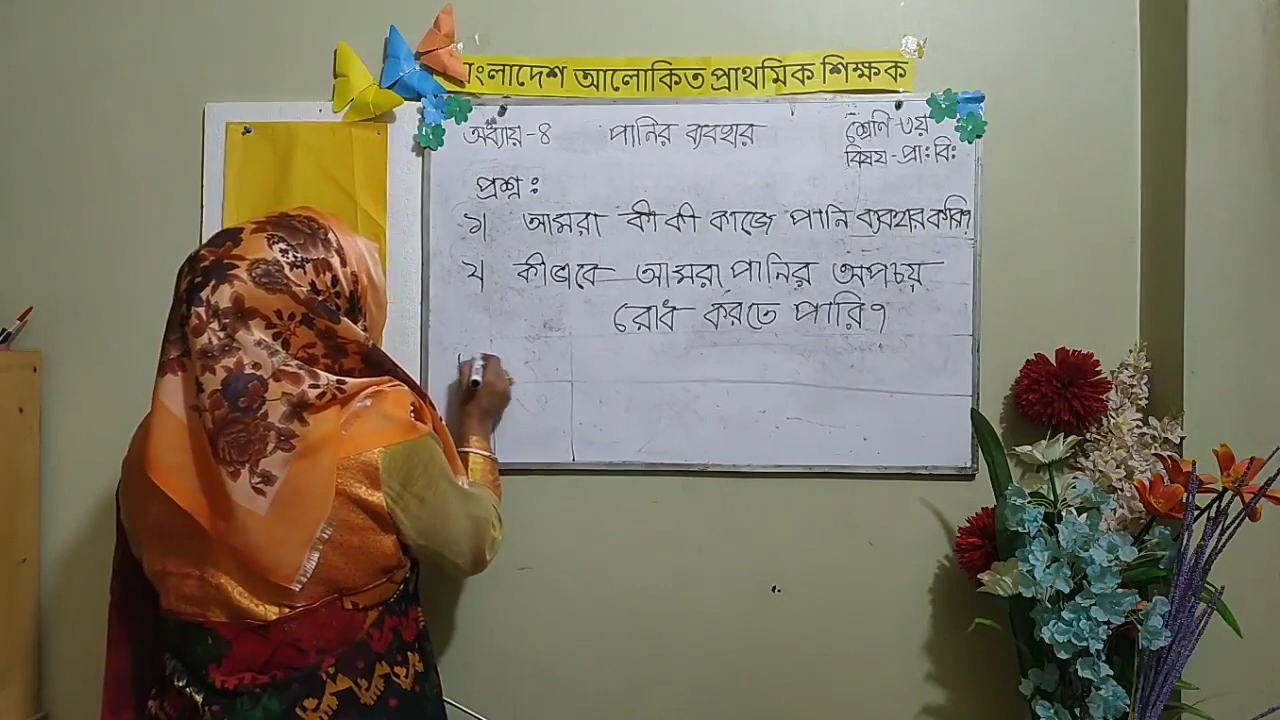 বাংলাদেশ আলোকিত প্রাথমিক শিক্ষক
অধ্যায়-৪ পানির ব্যবহার শ্রেণি-৩য়
বিষয়-প্রা:বি:
প্রশ্ন:
১। আমরা কী কী কাজে পানি ব্যবহার করি?
২। কীভাবে আমরা পানির অপচয়
রোধ করতে পারি?